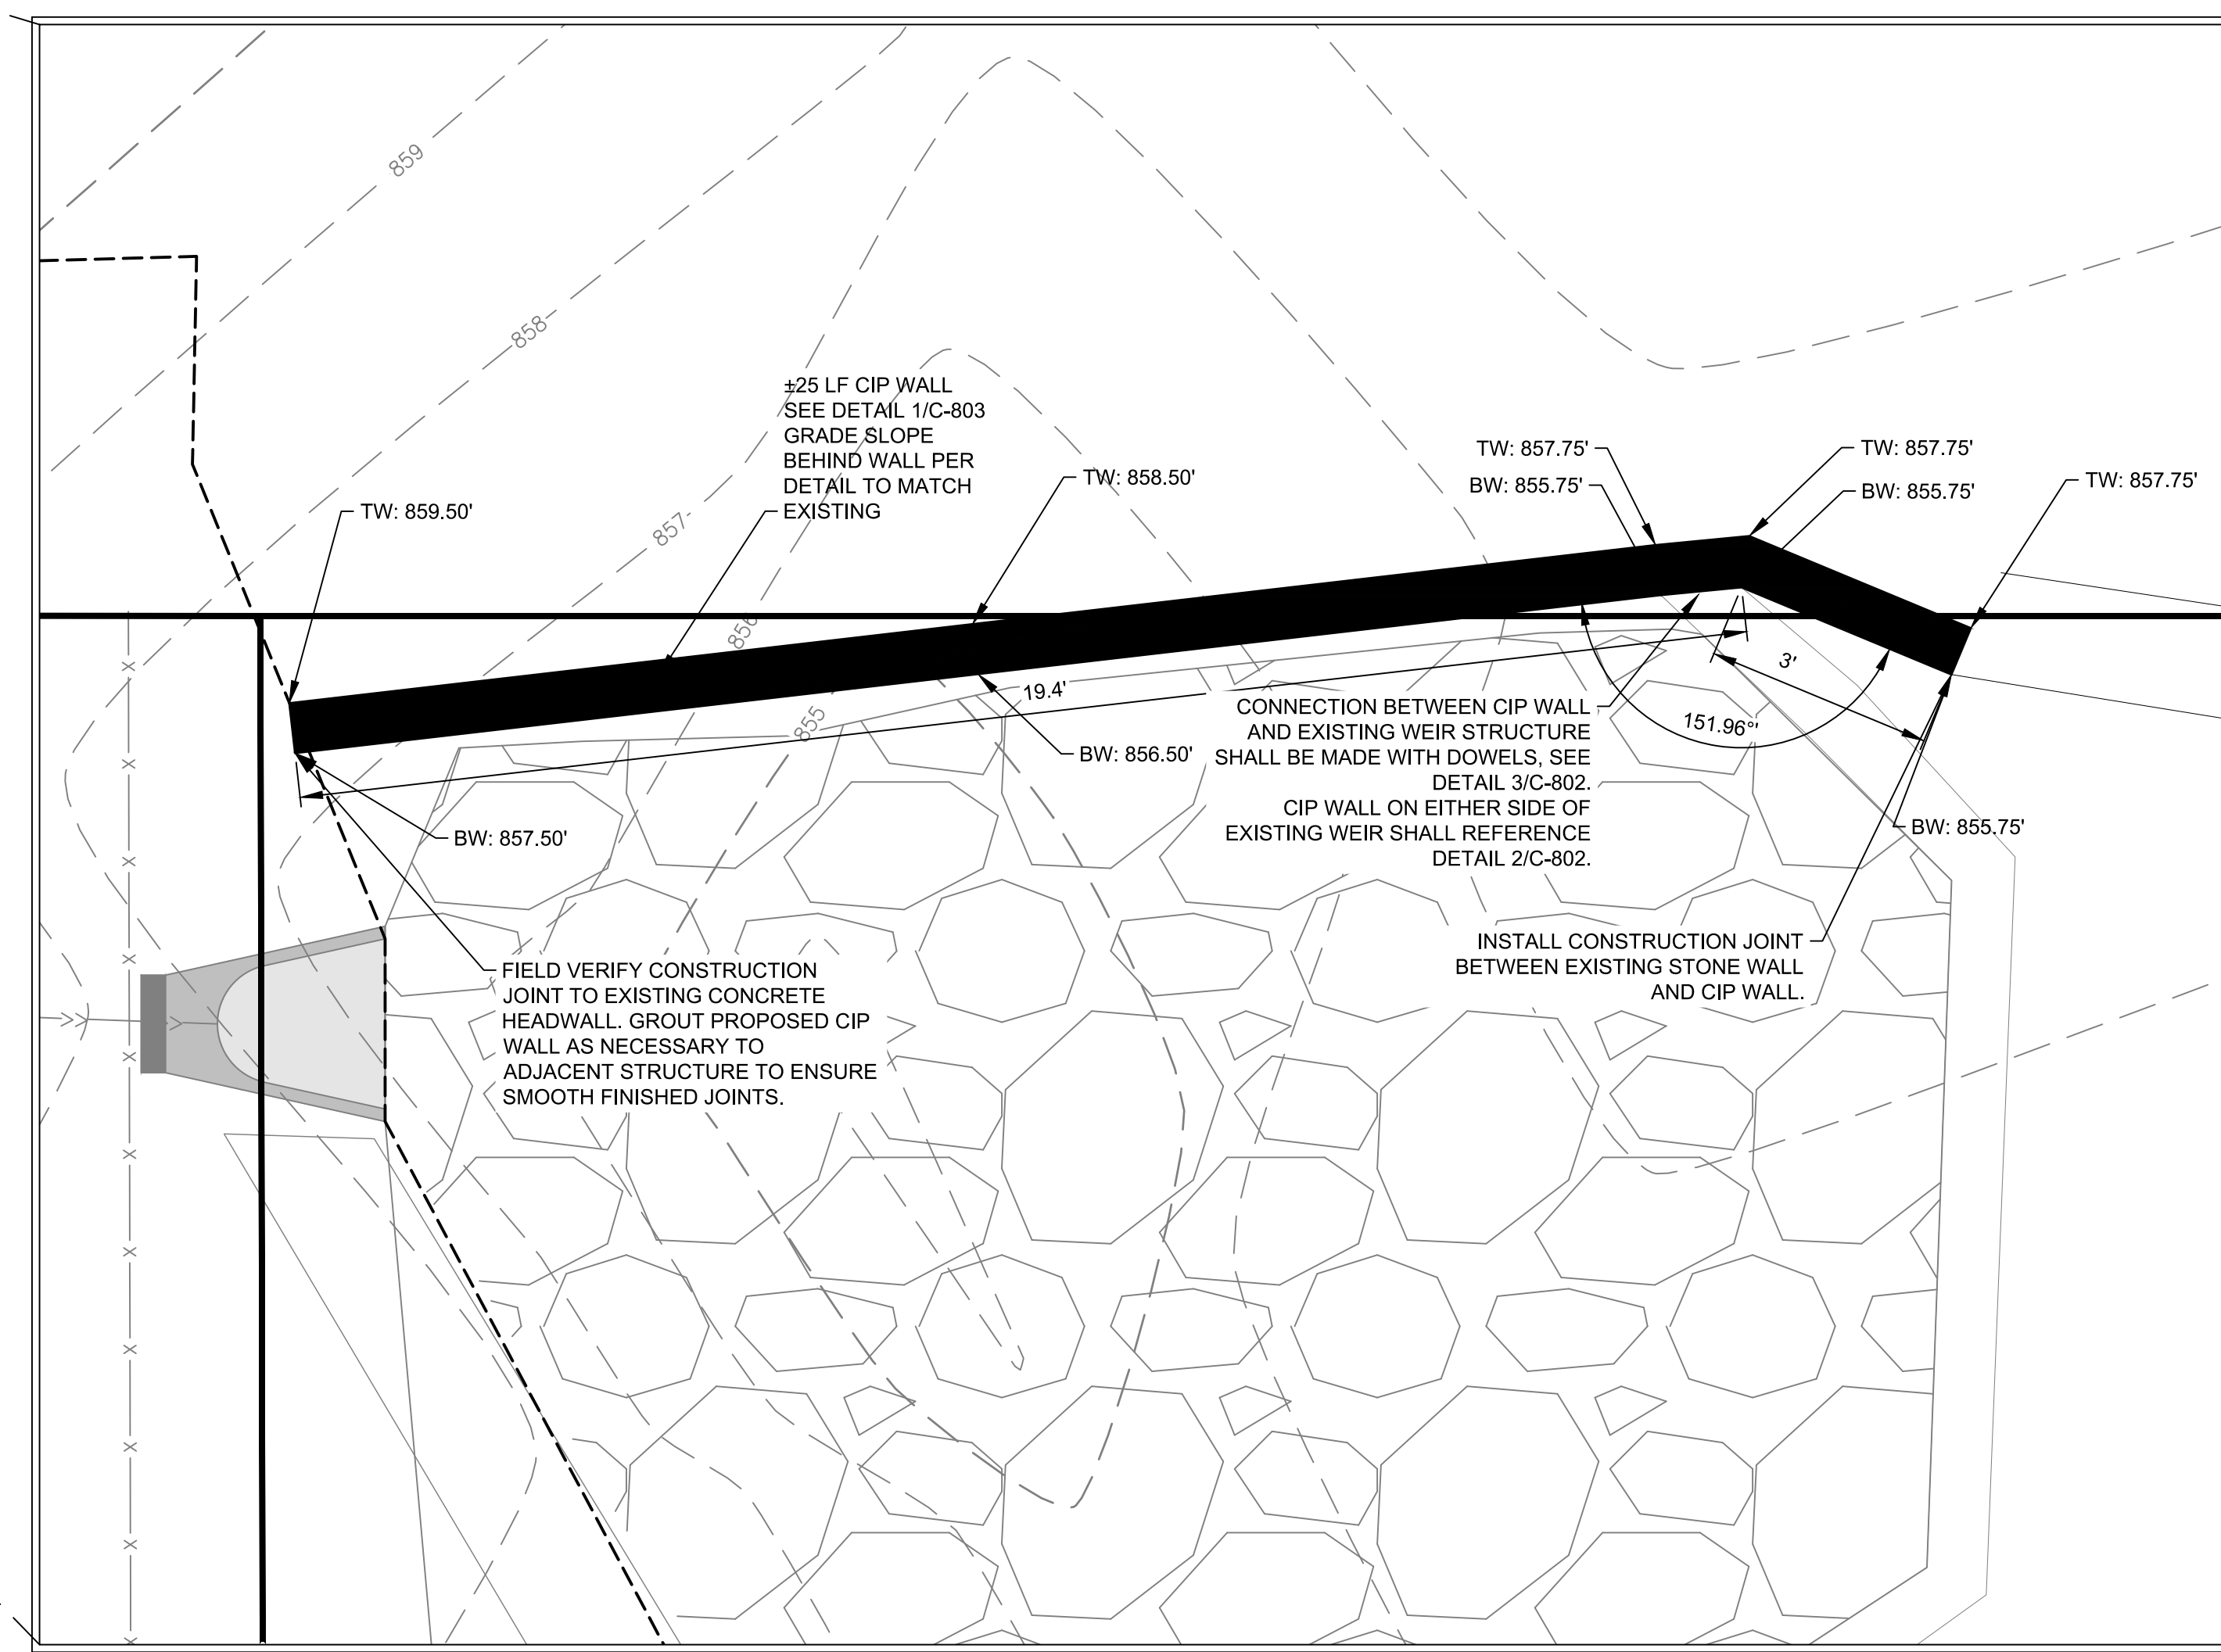 859
858
±25 LF CIP WALL
SEE DETAIL 1/C-803
GRADE SLOPE
BEHIND WALL PER
DETAIL TO MATCH
EXISTING
857
TW: 859.50'
TW: 858.50'
TW: 857.75'
BW: 855.75'
TW: 857.75'
BW: 855.75'
TW: 857.75'
856
855
19.4'
3'
151.96°'
BW: 856.50'
BW: 857.50'
BW: 855.75'
CONNECTION BETWEEN CIP WALL
AND EXISTING WEIR STRUCTURE
SHALL BE MADE WITH DOWELS, SEE
DETAIL 3/C-802.
CIP WALL ON EITHER SIDE OF
EXISTING WEIR SHALL REFERENCE
DETAIL 2/C-802.
INSTALL CONSTRUCTION JOINT
BETWEEN EXISTING STONE WALL
AND CIP WALL.
FIELD VERIFY CONSTRUCTION
JOINT TO EXISTING CONCRETE
HEADWALL. GROUT PROPOSED CIP
WALL AS NECESSARY TO
ADJACENT STRUCTURE TO ENSURE
SMOOTH FINISHED JOINTS.